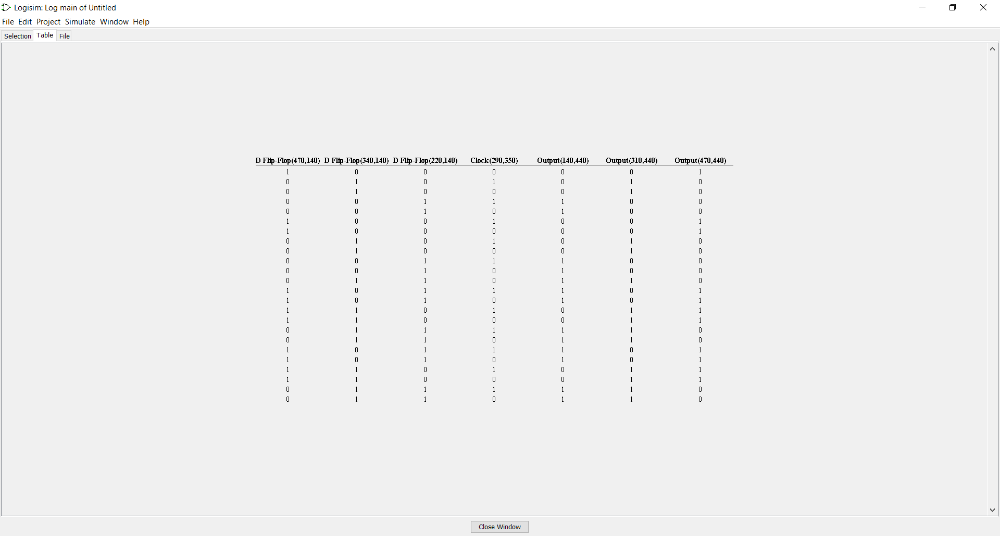 Logisim: Log main of Untitled
File Edit Project Simulate Window Help
Selection Table File
D Flip-Flop(470,140) D Flip-Flop(340,140) D Flip-Flop(220,140) Clock(290,350) Output(140,440) Output(310,440) Output(470,440)
1 0 0 0 0 0 1
0 1 0 1 0 1 0
0 1 0 0 0 1 0
0 0 1 1 1 0 0
0 0 1 0 1 0 0
1 0 0 1 0 0 1
1 0 0 0 0 0 1
0 1 0 1 0 1 0
0 1 0 0 0 1 0
0 0 1 1 1 0 0
0 0 1 0 1 0 0
0 1 1 0 1 1 0
1 0 1 1 1 0 1
1 0 1 0 1 0 1
1 1 0 1 0 1 1
1 1 0 0 0 1 1
0 1 1 1 1 1 0
0 1 1 0 1 1 0
1 0 1 1 1 0 1
1 0 1 0 1 0 1
1 1 0 1 0 1 1
1 1 0 0 0 1 1
0 1 1 1 1 1 0
0 1 1 0 1 1 0
Close Window